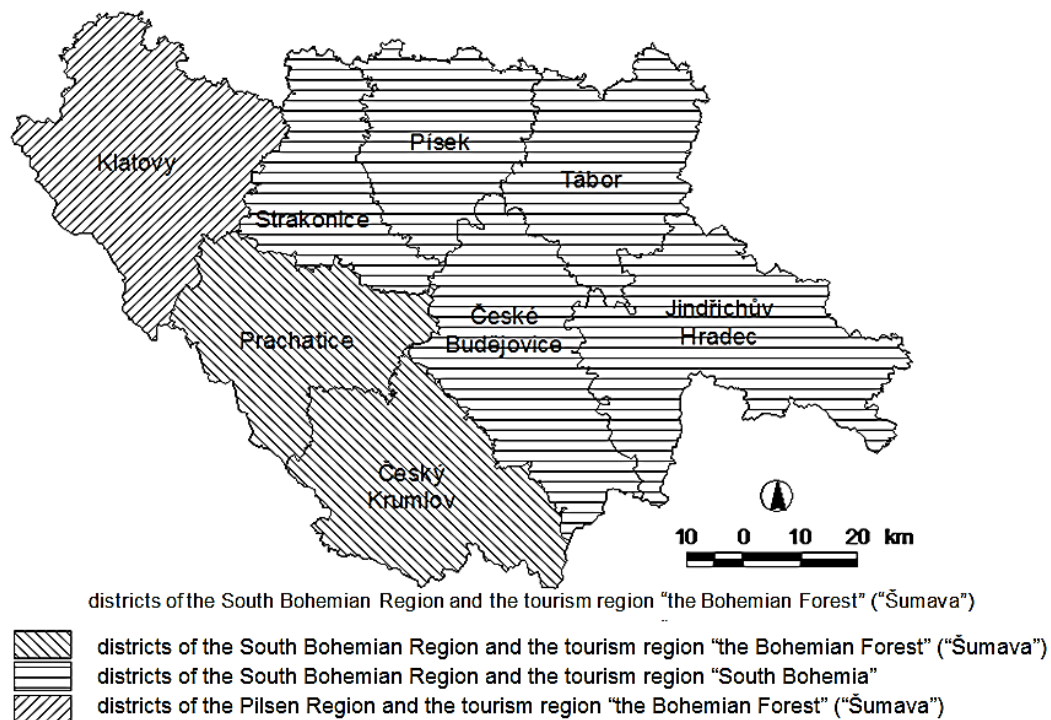 Klatovy
Písek
Tábor
Strakonice
České
Budějovice
Jindřichův
Hradec
Prachatice
Český
Krumlov
10 0 10 20 km
districts of the South Bohemian Region and the tourism region “the Bohemian Forest” (“Šumava”)
districts of the South Bohemian Region and the tourism region “the Bohemian Forest” (“Šumava”)
districts of the South Bohemian Region and the tourism region “South Bohemia”
districts of the Pilsen Region and the tourism region “the Bohemian Forest” (“Šumava”)